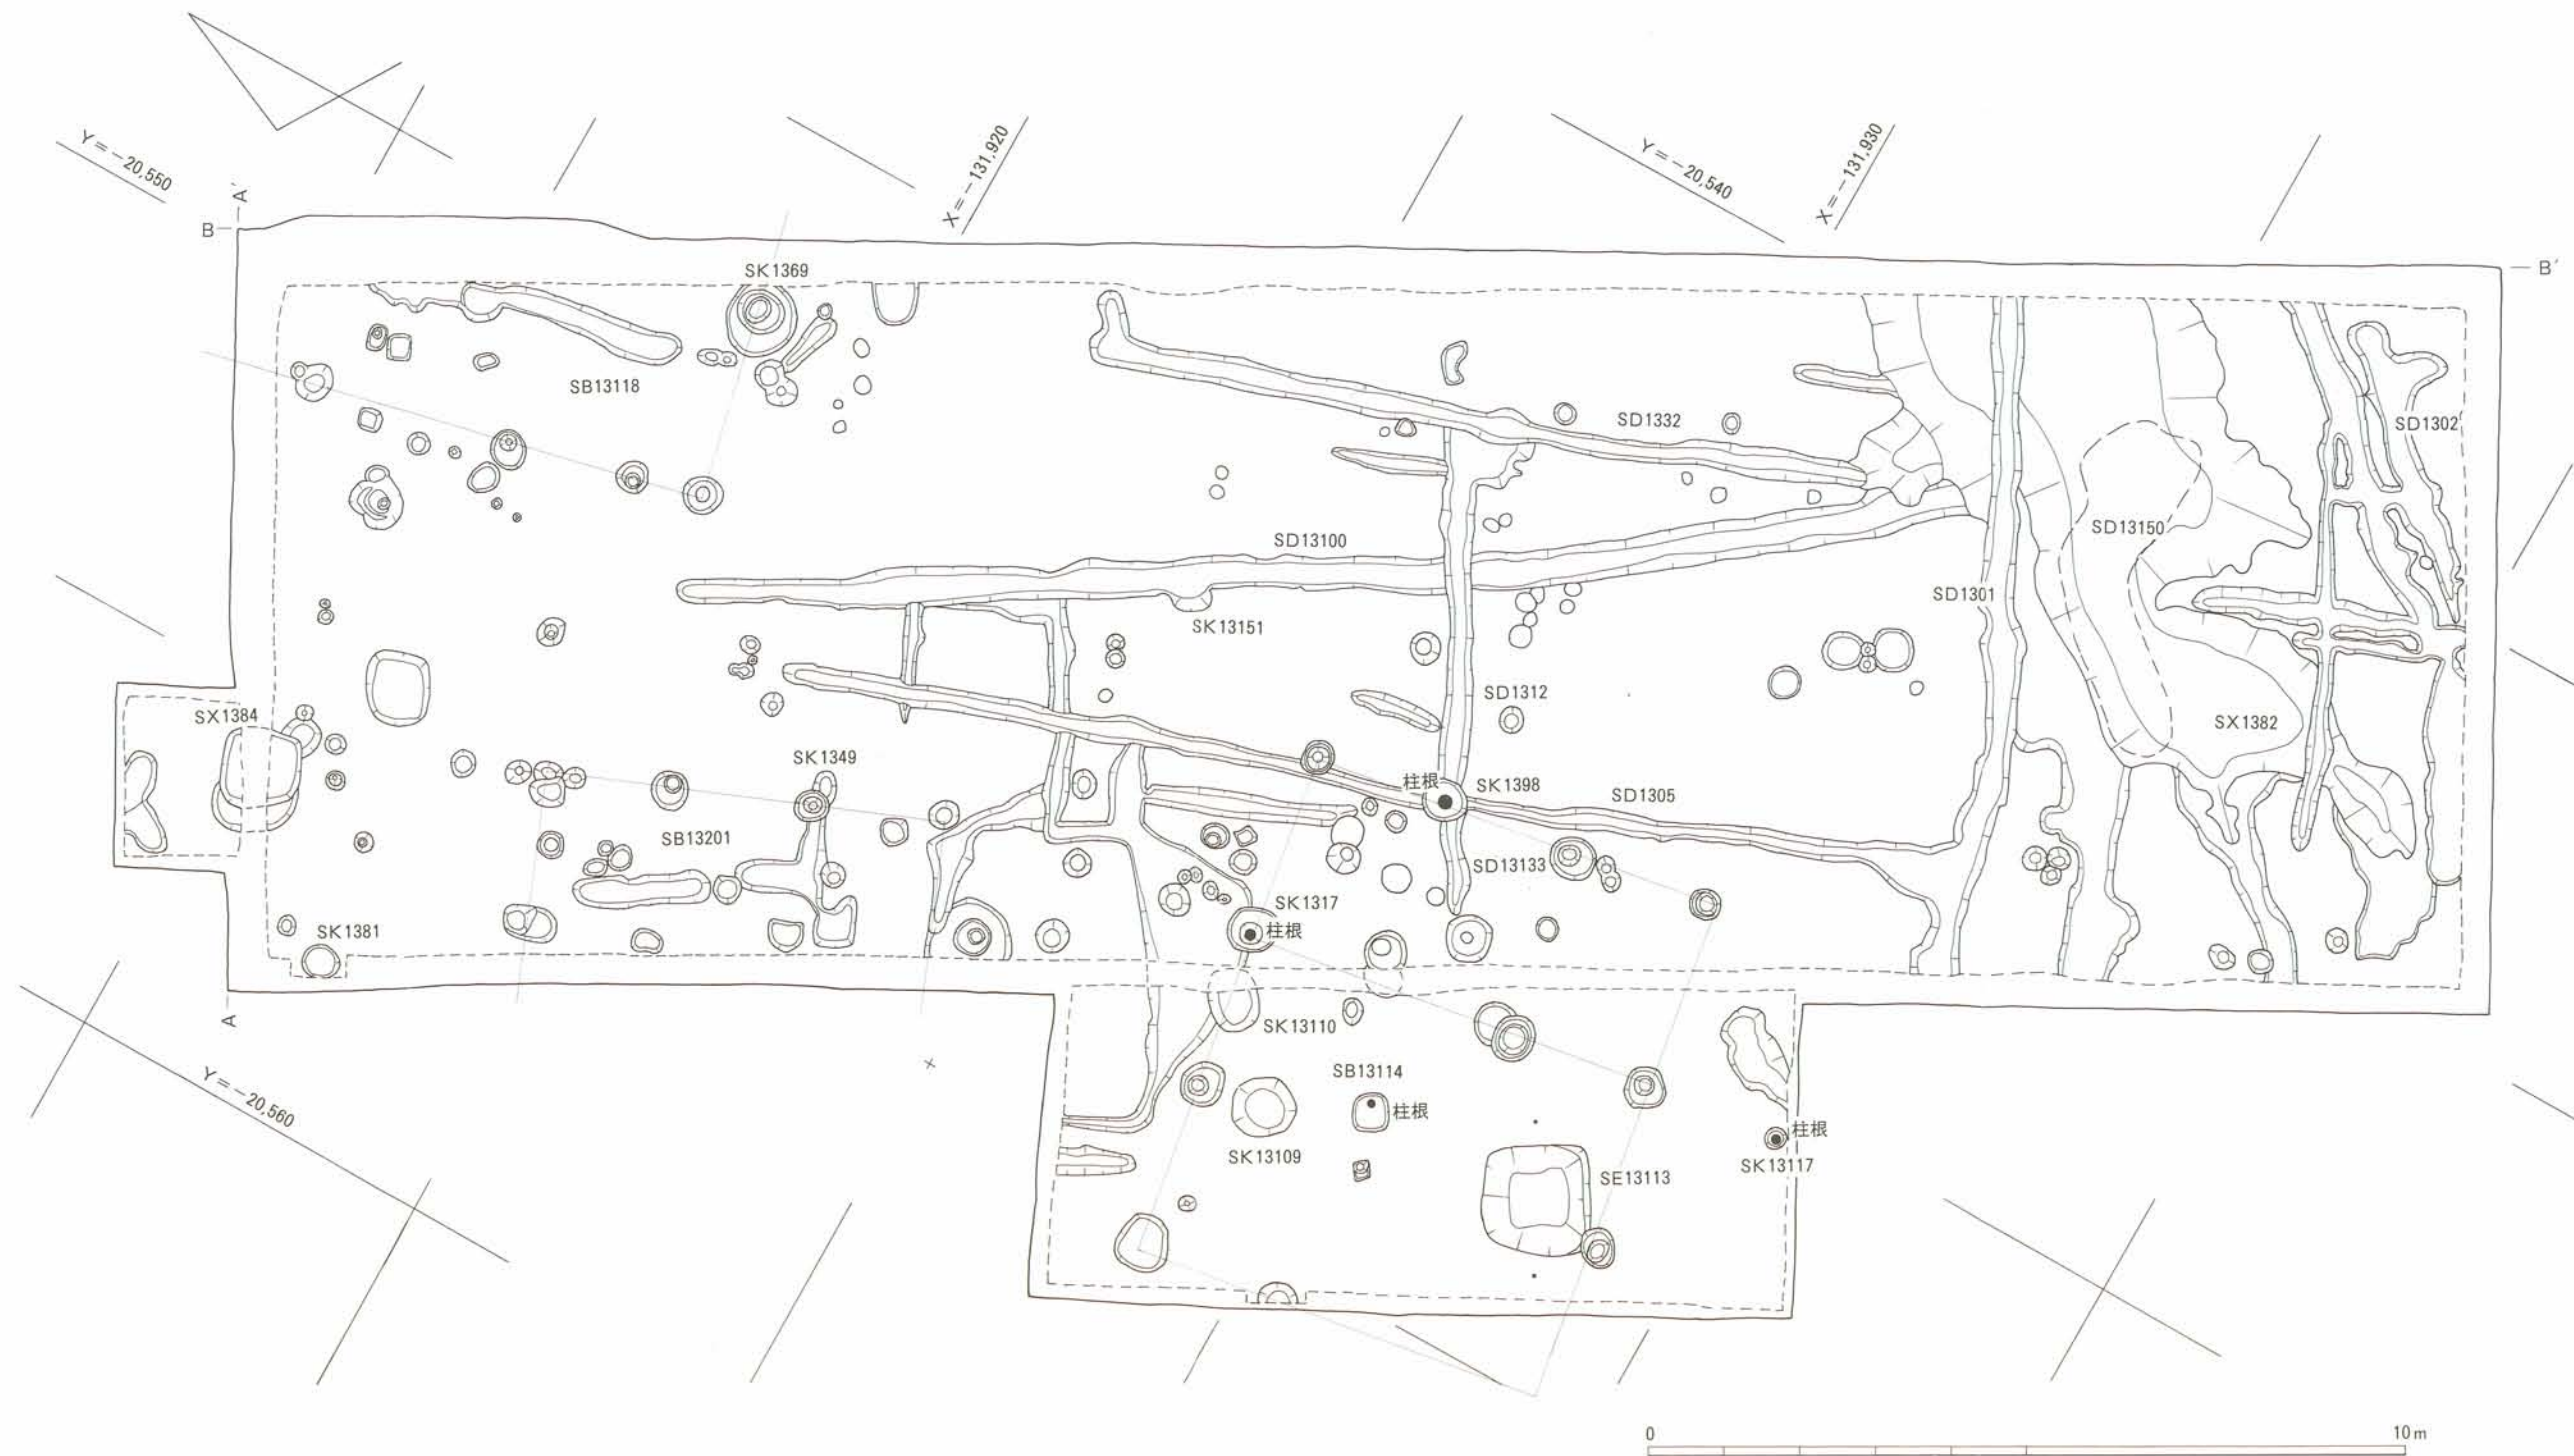 Y=-20,550
X=-131,920
Y=-20,540
X=-131,930
A´
B
B´
SK1369
SB13118
SD1332
SD1302
SD13150
SD13100
SD1301
SK13151
SD1312
SX1384
SX1382
SK1349
柱根
SK1398
SD1305
SB13201
SD13133
SK1317
柱根
SK1381
A
SK13110
SB13114
柱根
柱根
SK13109
SK13117
SE13113
Y=-20,560
0
10m